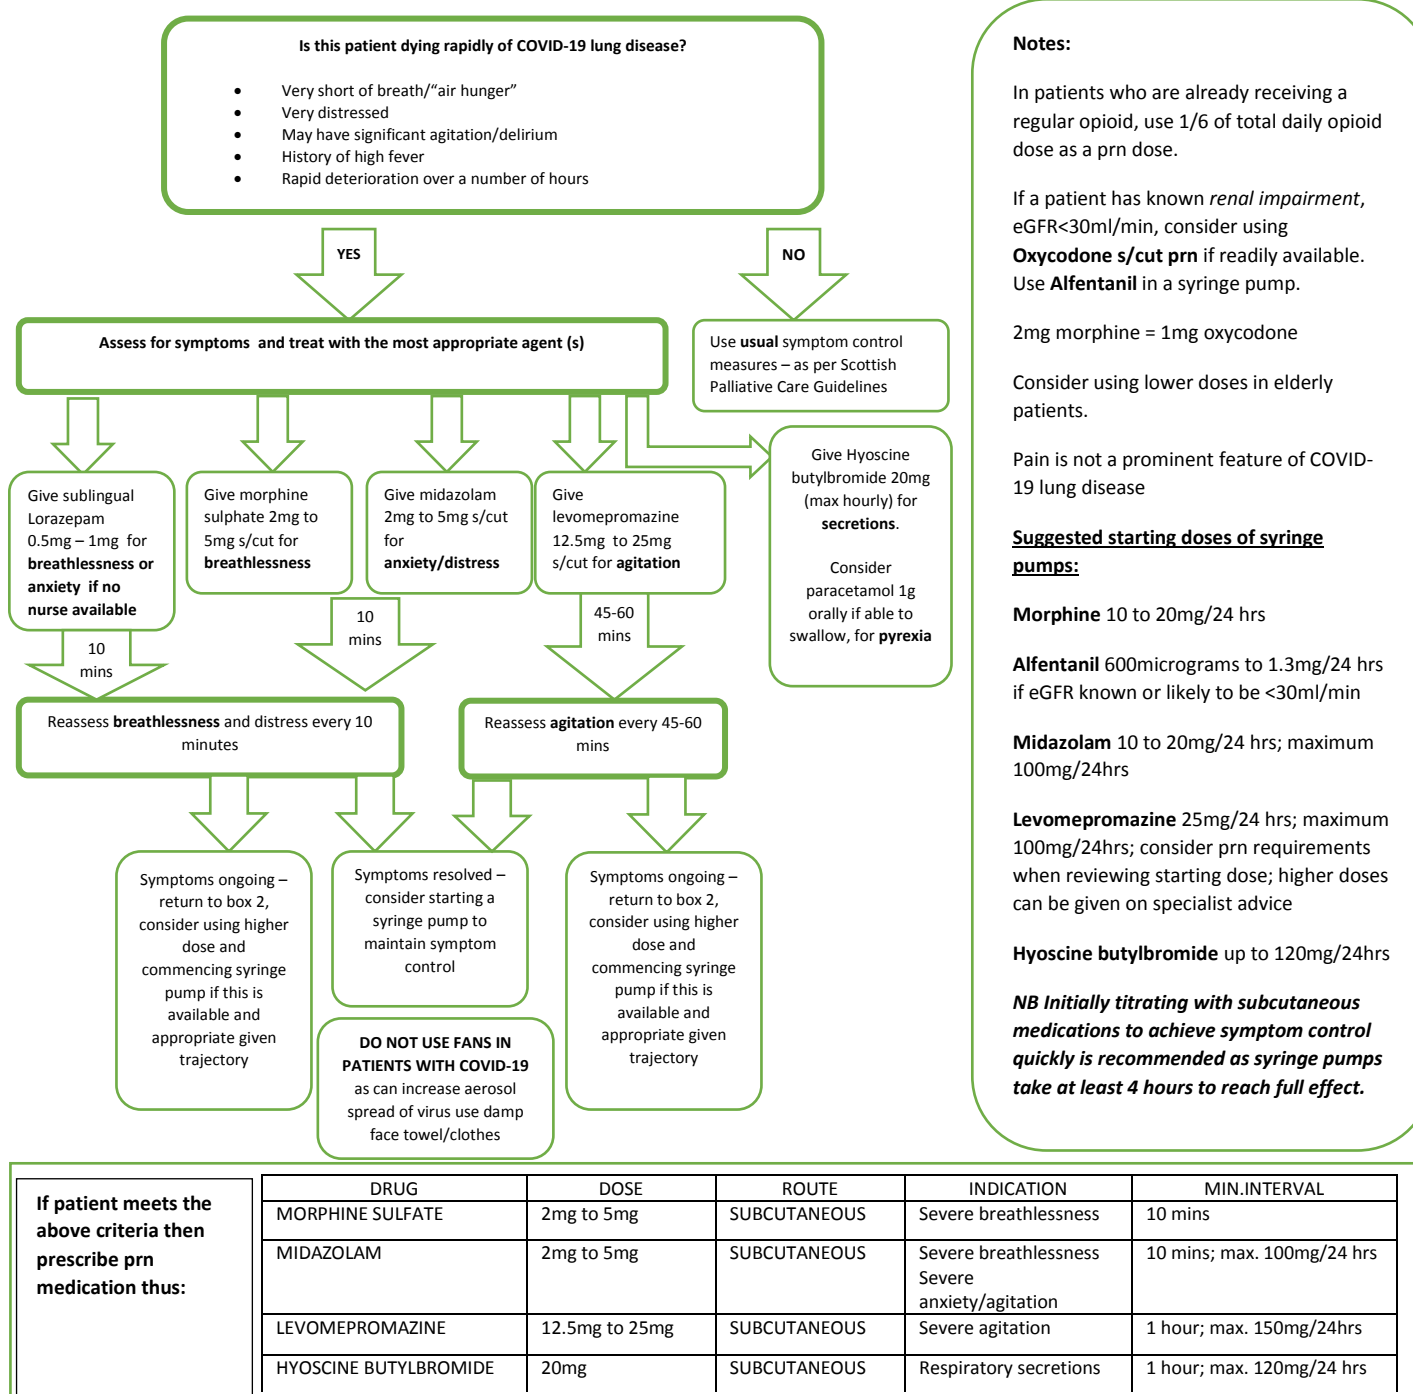 Is this patient dying rapidly of COVID-19 lung disease?
• Very short of breath/“air hunger”
• Very distressed
• May have significant agitation/delirium
• History of high fever
• Rapid deterioration over a number of hours
YES
NO
Assess for symptoms and treat with the most appropriate agent (s)
Use usual symptom control
measures – as per Scottish
Palliative Care Guidelines
Give sublingual
Lorazepam
0.5mg – 1mg for
breathlessness or
anxiety if no
nurse available
Give morphine
sulphate 2mg to
5mg s/cut for
breathlessness
Give midazolam
2mg to 5mg s/cut
for
anxiety/distress
Give
levomepromazine
12.5mg to 25mg
s/cut for agitation
Give Hyoscine
butylbromide 20mg
(max hourly) for
secretions.
Consider
paracetamol 1g
orally if able to
swallow, for pyrexia
10
mins
10
mins
45-60
mins
Reassess breathlessness and distress every 10
minutes
Reassess agitation every 45-60
mins
Symptoms ongoing –
return to box 2,
consider using higher
dose and
commencing syringe
pump if this is
available and
appropriate given
trajectory
Symptoms resolved –
consider starting a
syringe pump to
maintain symptom
control
Symptoms ongoing –
return to box 2,
consider using higher
dose and
commencing syringe
pump if this is
available and
appropriate given
trajectory
DO NOT USE FANS IN
PATIENTS WITH COVID-19
as can increase aerosol
spread of virus use damp
face towel/clothes
Notes:
In patients who are already receiving a
regular opioid, use 1/6 of total daily opioid
dose as a prn dose.
If a patient has known renal impairment,
eGFR<30ml/min, consider using
Oxycodone s/cut prn if readily available.
Use Alfentanil in a syringe pump.
2mg morphine = 1mg oxycodone
Consider using lower doses in elderly
patients.
Pain is not a prominent feature of COVID-
19 lung disease
Suggested starting doses of syringe
pumps:
Morphine 10 to 20mg/24 hrs
Alfentanil 600micrograms to 1.3mg/24 hrs
if eGFR known or likely to be <30ml/min
Midazolam 10 to 20mg/24 hrs; maximum
100mg/24hrs
Levomepromazine 25mg/24 hrs; maximum
100mg/24hrs; consider prn requirements
when reviewing starting dose; higher doses
can be given on specialist advice
Hyoscine butylbromide up to 120mg/24hrs
NB Initially titrating with subcutaneous
medications to achieve symptom control
quickly is recommended as syringe pumps
take at least 4 hours to reach full effect.
If patient meets the
above criteria then
prescribe prn
medication thus:
DRUG DOSE ROUTE INDICATION MIN.INTERVAL
MORPHINE SULFATE 2mg to 5mg SUBCUTANEOUS Severe breathlessness 10 mins
MIDAZOLAM 2mg to 5mg SUBCUTANEOUS Severe breathlessness 10 mins; max. 100mg/24 hrs
Severe
anxiety/agitation
LEVOMEPROMAZINE 12.5mg to 25mg SUBCUTANEOUS Severe agitation 1 hour; max. 150mg/24hrs
HYOSCINE BUTYLBROMIDE 20mg SUBCUTANEOUS Respiratory secretions 1 hour; max. 120mg/24 hrs